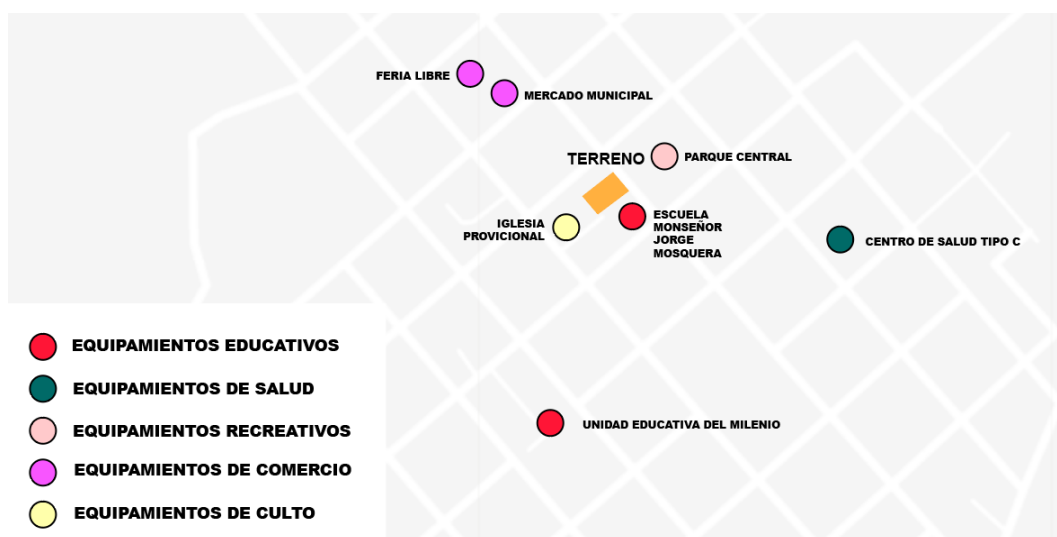 FERIA LIBRE
MERCADO MUNICIPAL
TERRENO
PARQUE CENTRAL
IGLESIA
PROVICIONAL
ESCUELA
MONSEÑOR
JORGE
MOSQUERA
CENTRO DE SALUD TIPO C
EQUIPAMIENTOS EDUCATIVOS
EQUIPAMIENTOS DE SALUD
EQUIPAMIENTOS RECREATIVOS
EQUIPAMIENTOS DE COMERCIO
EQUIPAMIENTOS DE CULTO
UNIDAD EDUCATIVA DEL MILENIO